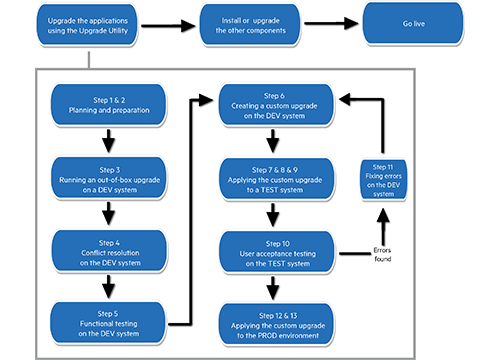 Upgrade the applications
using the Upgrade Utility
Install or upgrade
the other components
Go live
Step 1 & 2
Planning and preparation
Step 3
Running an out-of-box upgrade
on a DEV system
Step 4
Conflict resolution
on the DEV system
Step 5
Functional testing
on the DEV system
Step 6
Creating a custom upgrade
on the DEV system
Step 7 & 8 & 9
Applying the custom upgrade
to a TEST system
Step 10
User acceptance testing
on the TEST system
Errors
found
Step 11
Fixing errors
on the DEV
system
Step 12 & 13
Applying the custom upgrade
to the PROD environment